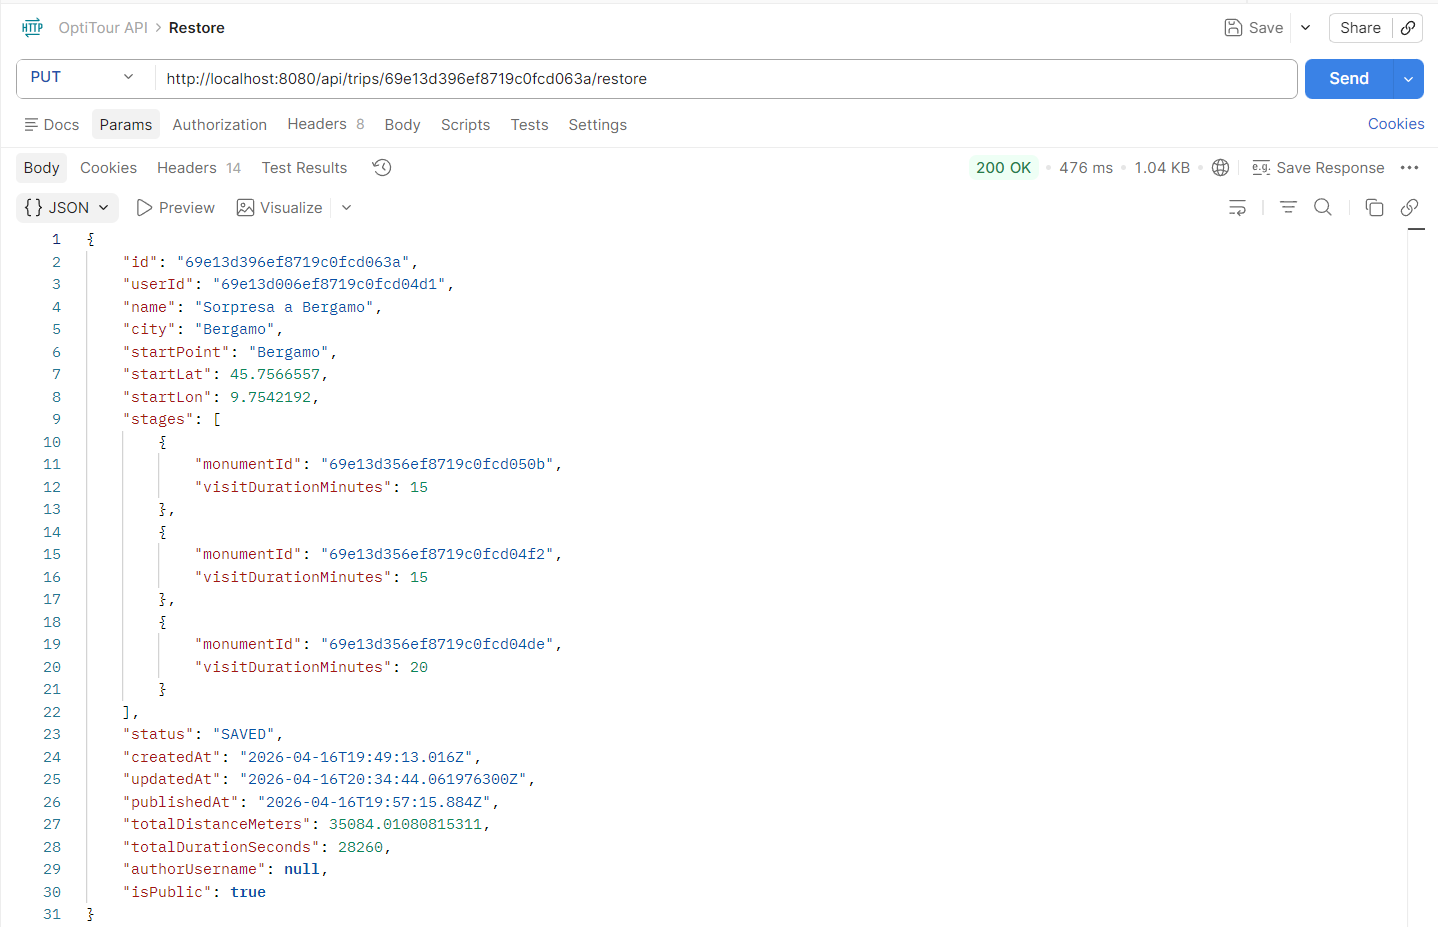 HTTP OptiTour API > Restore Save Share
PUT http://localhost:8080/api/trips/69e13d396ef8719c0fcd063a/restore Send
Docs Params Authorization Headers 8 Body Scripts Tests Settings Cookies
Body Cookies Headers 14 Test Results 200 OK • 476 ms • 1.04 KB • e.g. Save Response
{} JSON Preview Visualize
1 {
2 "id": "69e13d396ef8719c0fcd063a",
3 "userId": "69e13d006ef8719c0fcd04d1",
4 "name": "Sorpresa a Bergamo",
5 "city": "Bergamo",
6 "startPoint": "Bergamo",
7 "startLat": 45.7566557,
8 "startLon": 9.7542192,
9 "stages": [
10 {
11 "monumentId": "69e13d356ef8719c0fcd050b",
12 "visitDurationMinutes": 15
13 },
14 {
15 "monumentId": "69e13d356ef8719c0fcd04f2",
16 "visitDurationMinutes": 15
17 },
18 {
19 "monumentId": "69e13d356ef8719c0fcd04de",
20 "visitDurationMinutes": 20
21 }
22 ],
23 "status": "SAVED",
24 "createdAt": "2026-04-16T19:49:13.016Z",
25 "updatedAt": "2026-04-16T20:34:44.061976300Z",
26 "publishedAt": "2026-04-16T19:57:15.884Z",
27 "totalDistanceMeters": 35084.01080815311,
28 "totalDurationSeconds": 28260,
29 "authorUsername": null,
30 "isPublic": true
31 }